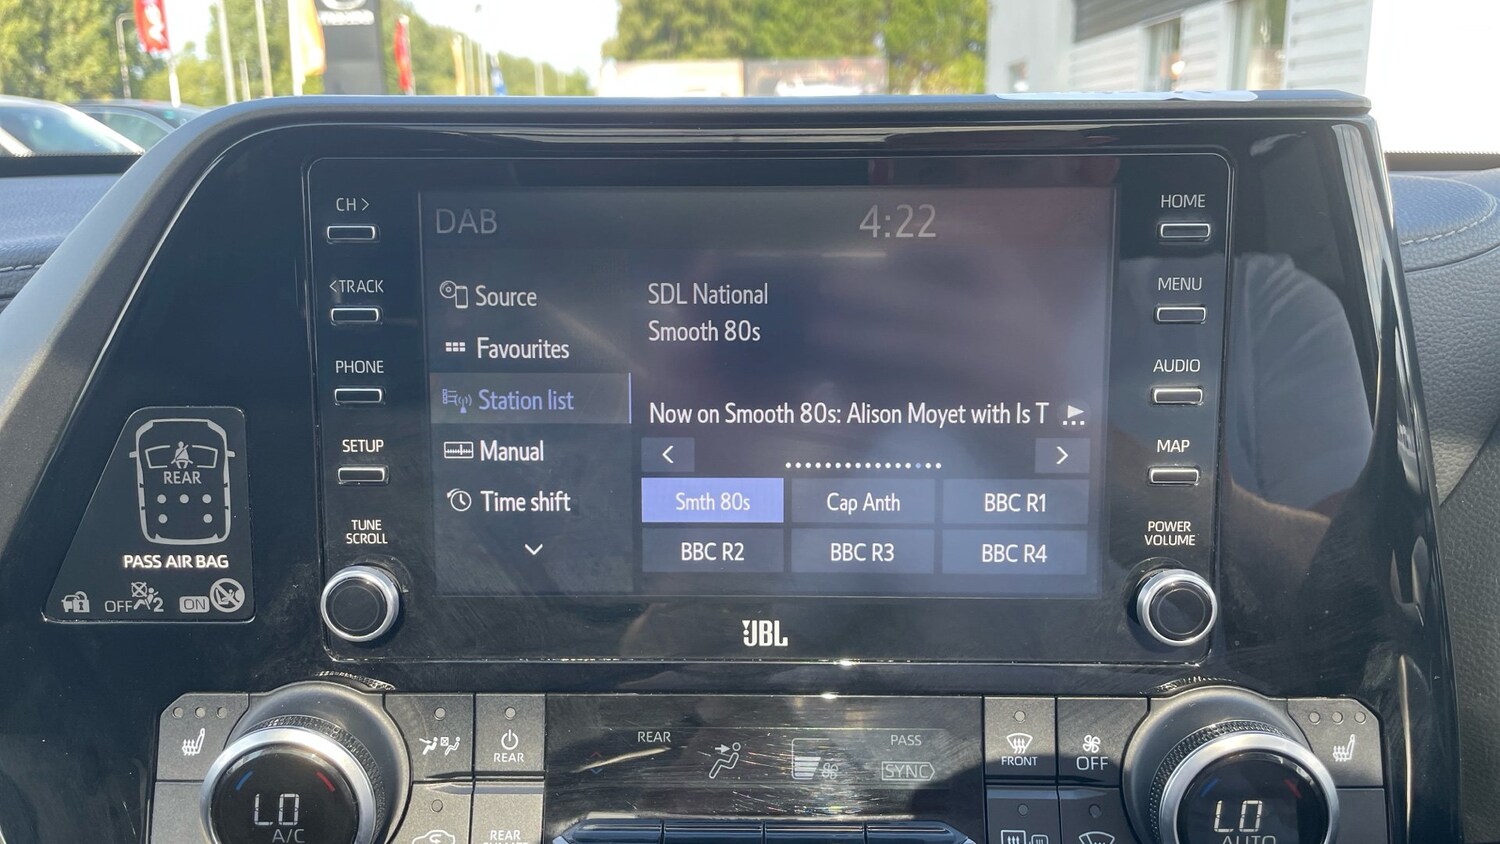 CH >
<TRACK
PHONE
SETUP
TUNE
SCROLL
DAB
4:22
Source
Favourites
Station list
Manual
Time shift
SDL National
Smooth 80s
Now on Smooth 80s: Alison Moyet with Is T
Smth 80s
Cap Anth
BBC R1
BBC R2
BBC R3
BBC R4
HOME
MENU
AUDIO
MAP
POWER
VOLUME
JBL
REAR
PASS AIR BAG
OFF
2
ON
LO
A/C
REAR
REAR
REAR
PASS
SYNC
FRONT
OFF
LO
AUTO